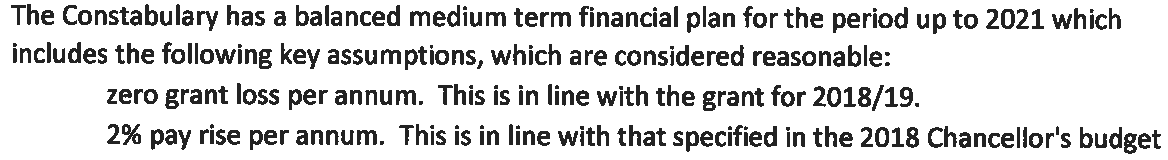 The Constabulary has a balanced medium term financial plan for the period up to 2021 which
includes the following key assumptions, which are considered reasonable:
zero grant loss per annum.  This is in line with the grant for 2018/19.
2% pay rise per annum.  This is in line with that specified in the 2018 Chancellor's budget